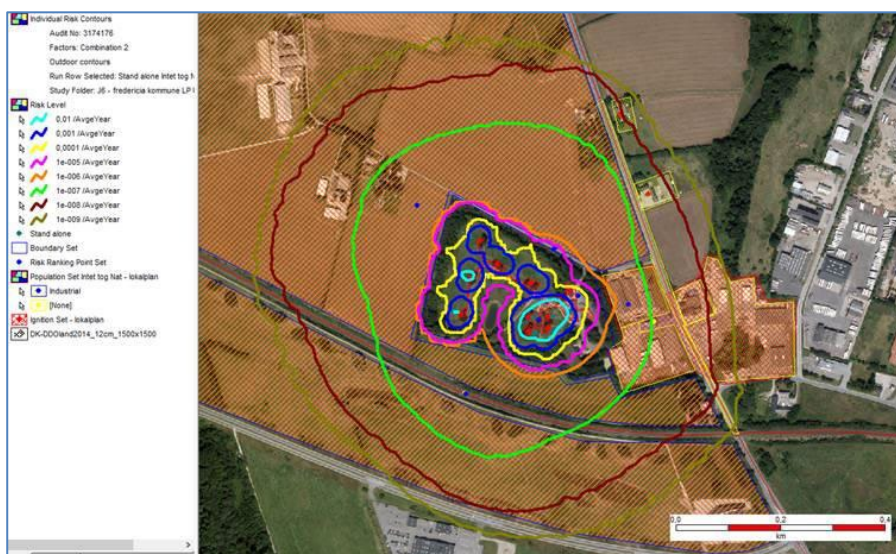 Individual Risk Contours
Audit No: 3174176
Factors: Combination 2
Outdoor contours
Run Row Selected: Stand alone Intet tog N
Study Folder: J6 - fredericia kommune LP
Risk Level
0,01 /AvgeYear
0,001 /AvgeYear
0,0001 /AvgeYear
1e-005 /AvgeYear
1e-006 /AvgeYear
1e-007 /AvgeYear
1e-008 /AvgeYear
1e-009 /AvgeYear
Stand alone
Boundary Set
Risk Ranking Point Set
Population Set Intet tog Nat - lokalplan
Industrial
[None]
Ignition Set - lokalplan
DK-DDOland2014_12cm_1500x1500
0,0 0,2 0,4
km